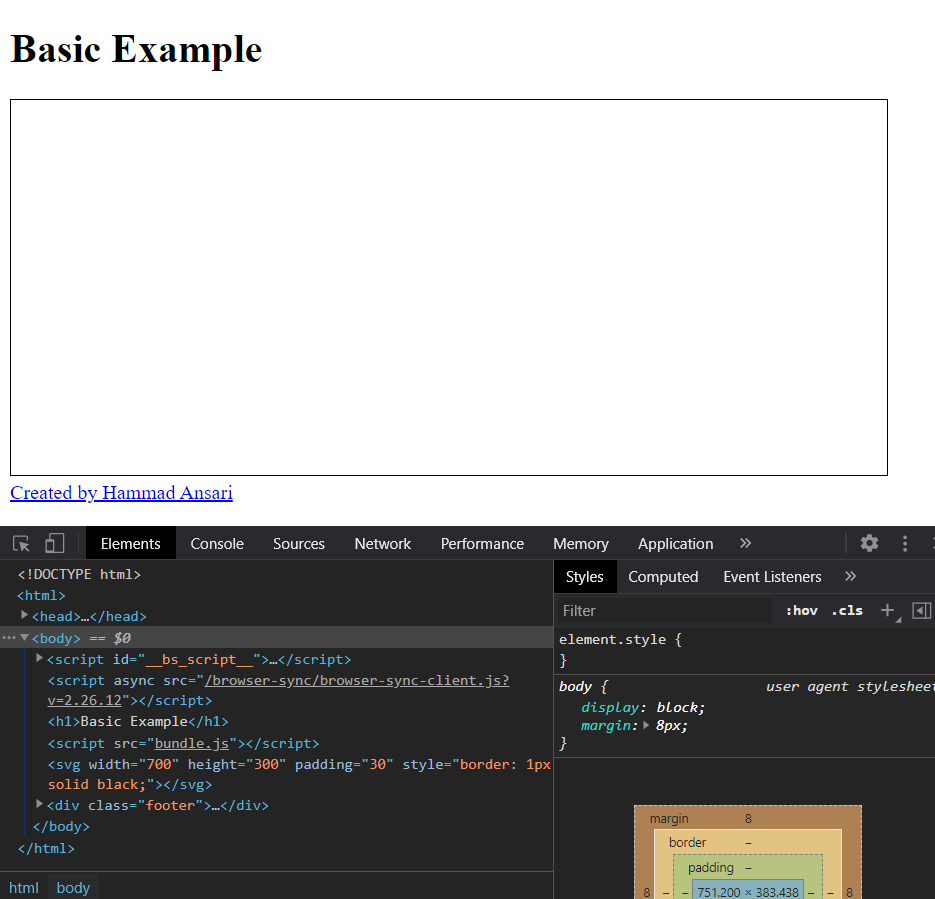 Basic Example
Created by Hammad Ansari
Elements Console Sources Network Performance Memory Application »
<!DOCTYPE html>
<html>
<head>…</head>
<body> == $0
<script id="__bs_script__">…</script>
<script async src="/browser-sync/browser-sync-client.js?
v=2.26.12"></script>
<h1>Basic Example</h1>
<script src="bundle.js"></script>
<svg width="700" height="300" padding="30" style="border: 1px
solid black;"></svg>
<div class="footer">…</div>
</body>
</html>
html body
Styles Computed Event Listeners »
Filter :hov .cls +
element.style {
}
body { user agent stylesheet
display: block;
margin: 8px;
}
margin 8
border –
padding –
8 – – 751.200 × 383.438 – – 8